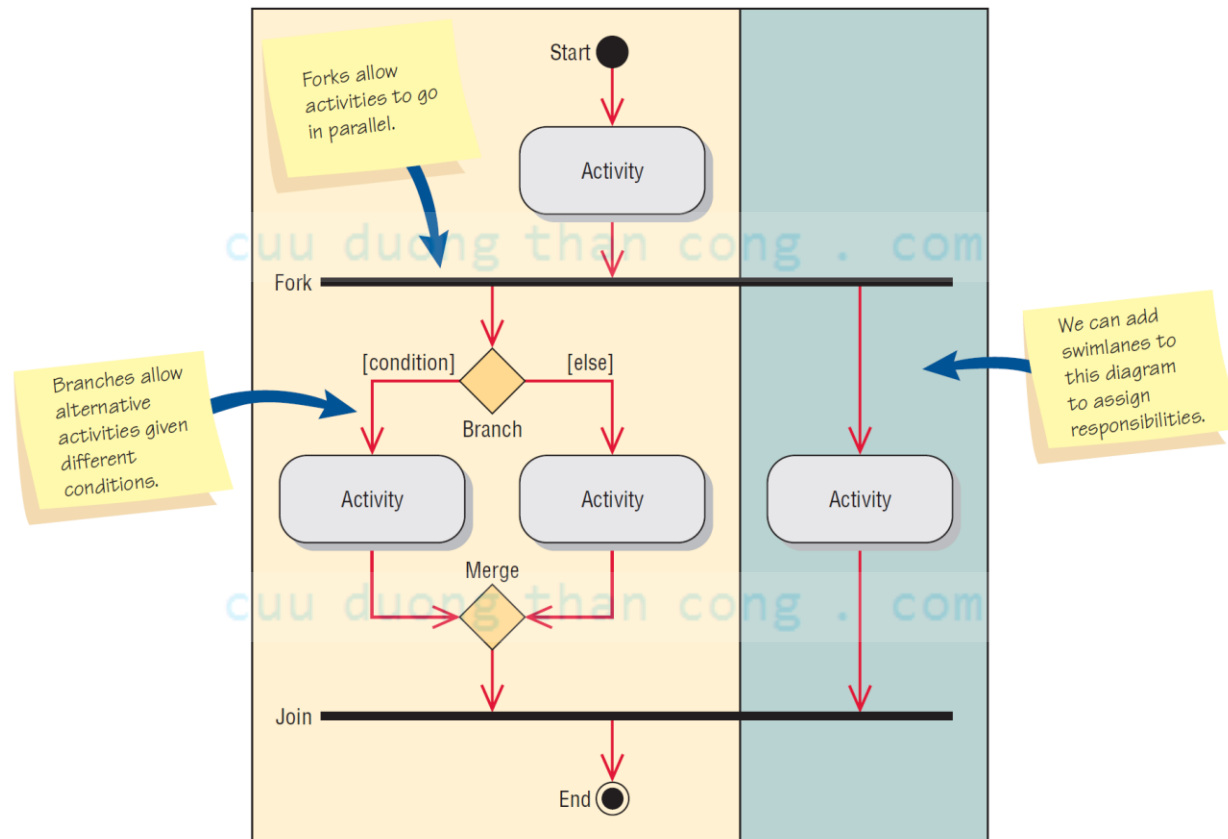 Start
Forks allow
activities to go
in parallel.
Activity
cuu duong than cong . com
Fork
We can add
swimlanes to
this diagram
to assign
responsibilities.
[condition]
[else]
Branches allow
alternative
activities given
different
conditions.
Branch
Activity
Activity
Activity
Merge
cuu duong than cong . com
Join
End